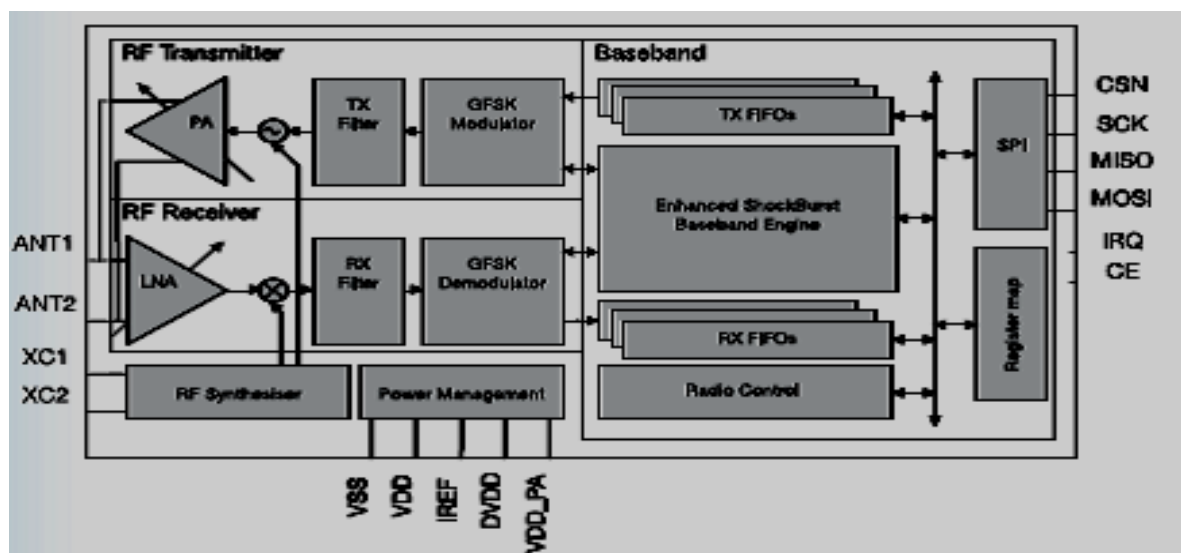 RF Transmitter
Baseband
PA
TX
Filter
GFSK
Modulator
TX FIFOs
SPI
CSN
SCK
MISO
MOSI
Enhanced ShockBurst
Baseband Engine
RF Receiver
ANT1
ANT2
LNA
RX
Filter
GFSK
Demodulator
IRQ
CE
RX FIFOs
Register map
XC1
XC2
RF Synthesiser
Power Management
Radio Control
VSS
VDD
IREF
DVDD
VDD_PA